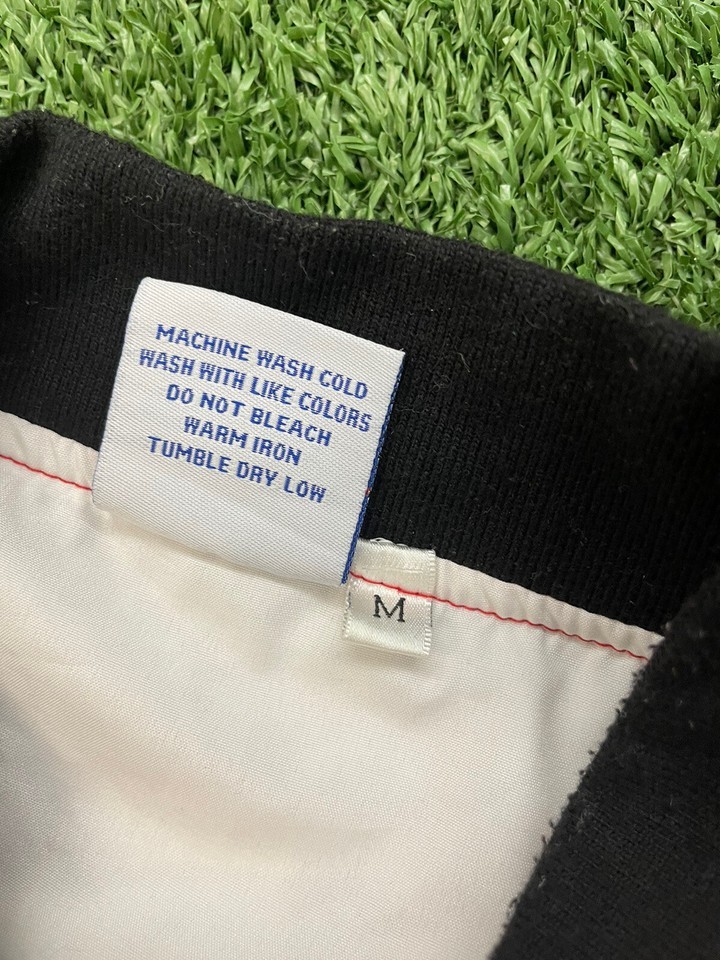 MACHINE WASH COLD
WASH WITH LIKE COLORS
DO NOT BLEACH
WARM IRON
TUMBLE DRY LOW
M